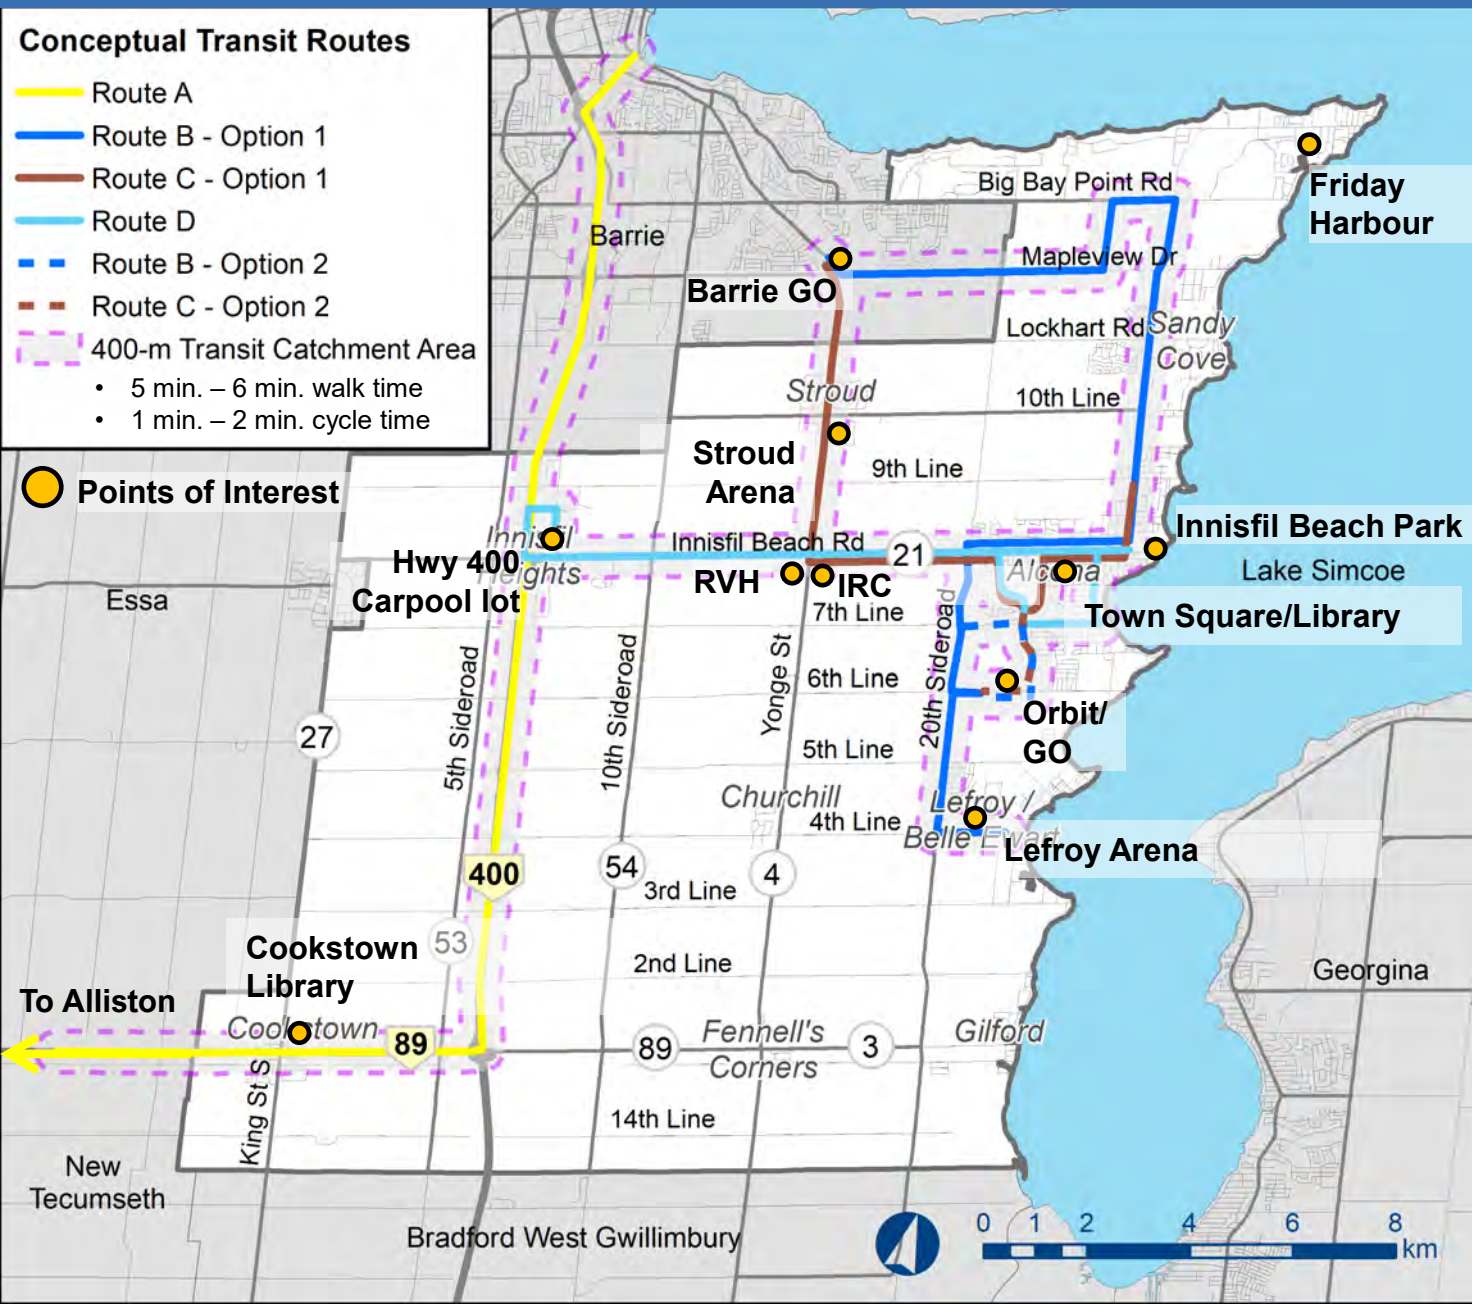 Conceptual Transit Routes
Route A
Route B - Option 1
Route C - Option 1
Route D
Route B - Option 2
Route C - Option 2
400-m Transit Catchment Area
• 5 min. – 6 min. walk time
• 1 min. – 2 min. cycle time
Points of Interest
Friday
Harbour
Big Bay Point Rd
Barrie
Mapleview Dr
Barrie GO
Lockhart Rd
Sandy
Cove
Stroud
10th Line
Stroud
Arena
9th Line
Innisfil Beach Park
Innisfil
Heights
Innisfil Beach Rd
21
Hwy 400
Carpool lot
RVH
IRC
Alcona
Lake Simcoe
Essa
7th Line
Town Square/Library
5th Sideroad
10th Sideroad
Yonge St
20th Sideroad
6th Line
Orbit/
GO
27
5th Line
Churchill
4th Line
Lefroy /
Belle Ewart
Lefroy Arena
400
54
4
3rd Line
53
Cookstown
Library
2nd Line
Georgina
To Alliston
Cookstown
89
89
Fennell's
Corners
3
Gilford
King St S
14th Line
New
Tecumseth
Bradford West Gwillimbury
0 1 2 4 6 8
km